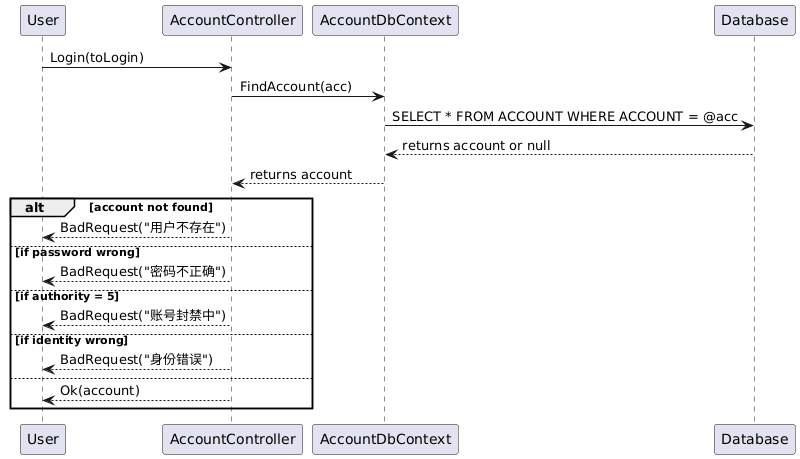 User AccountController AccountDbContext Database
Login(toLogin)
FindAccount(acc)
SELECT * FROM ACCOUNT WHERE ACCOUNT = @acc
returns account or null
returns account
alt [account not found]
BadRequest("用户不存在")
[if password wrong]
BadRequest("密码不正确")
[if authority = 5]
BadRequest("账号封禁中")
[if identity wrong]
BadRequest("身份错误")
Ok(account)
User AccountController AccountDbContext Database